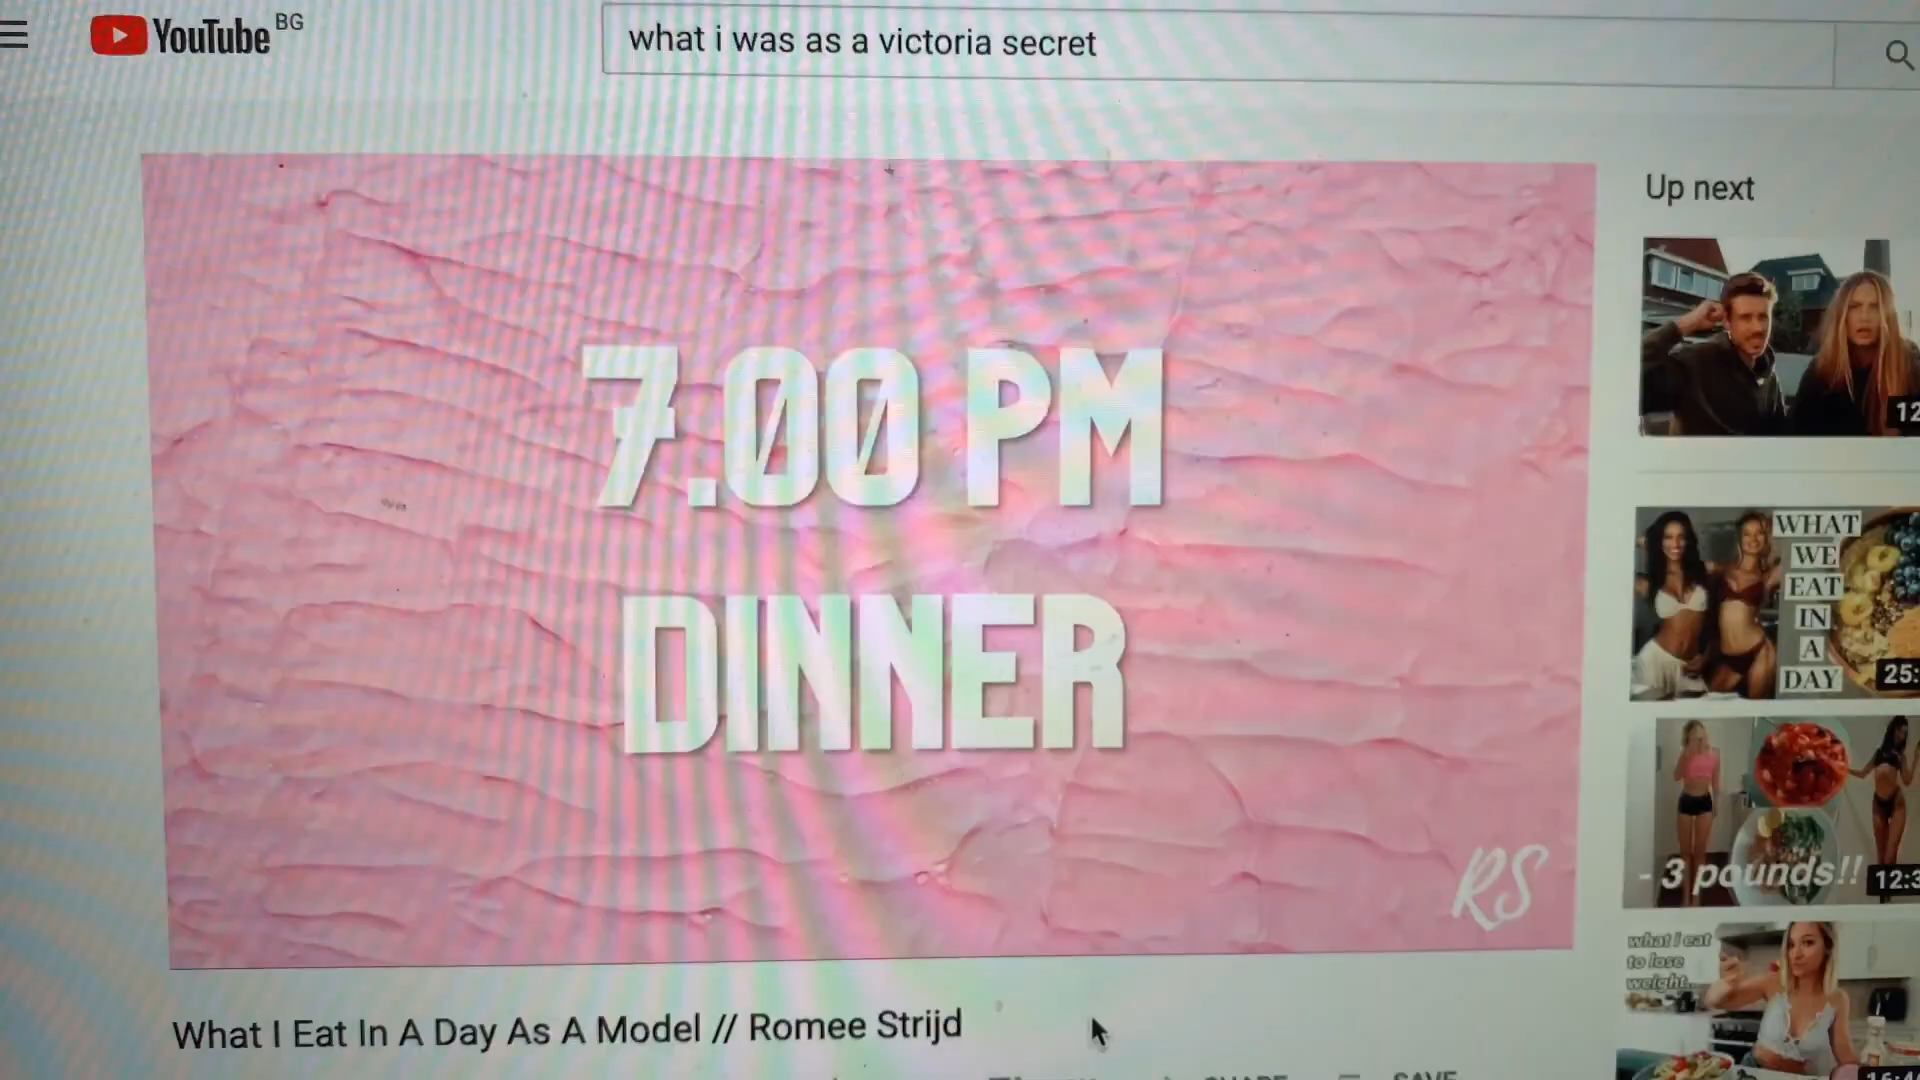 YouTube BG
what i was as a victoria secret
7.00 PM
DINNER
RS
What I Eat In A Day As A Model // Romee Strijd
SHARE
SAVE
Up next
12
WHAT
WE
EAT
IN
A
DAY
25:
- 3 pounds!!
12:3
what i eat
to lose
weight...